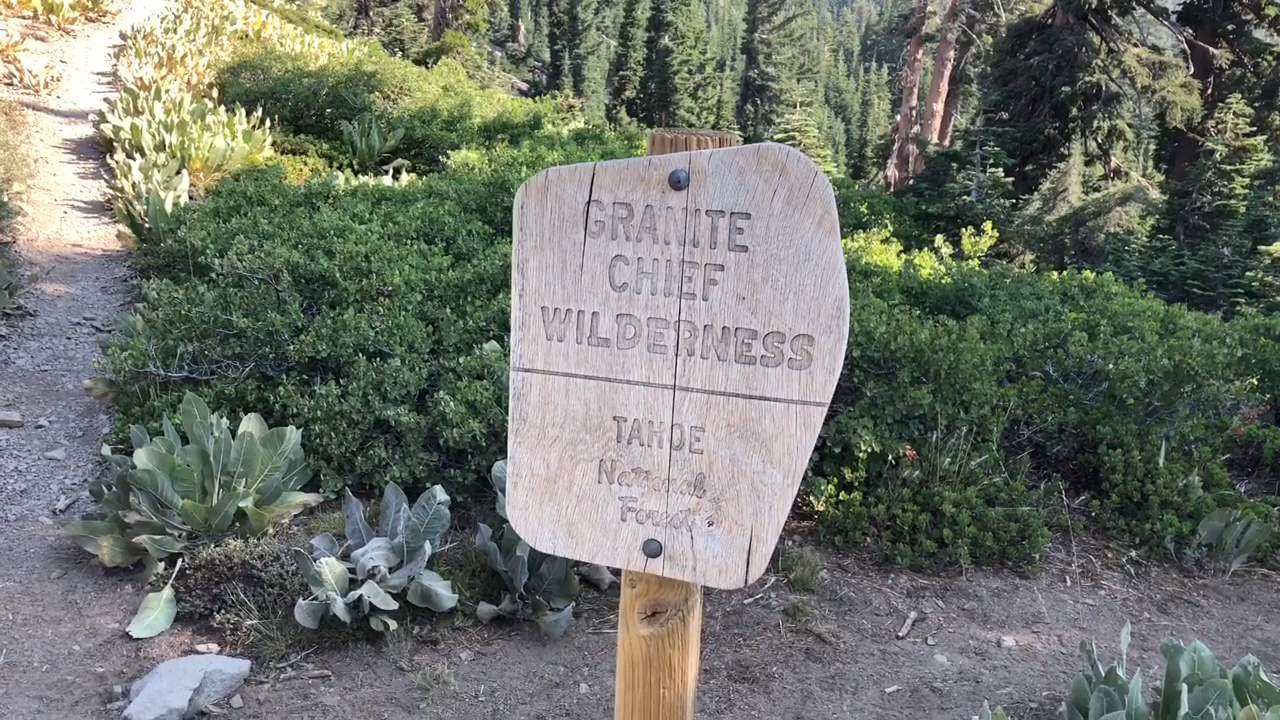 GRANITE
CHIEF
WILDERNESS
TAHOE
National
Forest